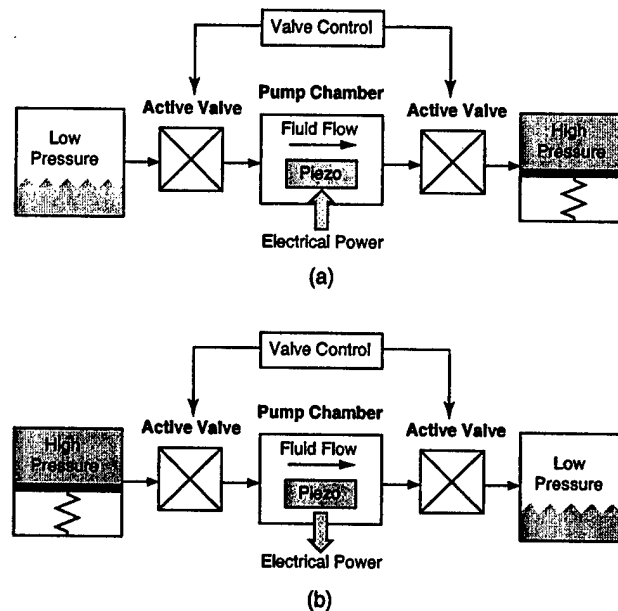 Valve Control
Active Valve
Pump Chamber
Active Valve
Low
Pressure
Fluid Flow
Piezo
High
Pressure
Electrical Power
(a)
Valve Control
Active Valve
Pump Chamber
Active Valve
High
Pressure
Fluid Flow
Piezo
Low
Pressure
Electrical Power
(b)